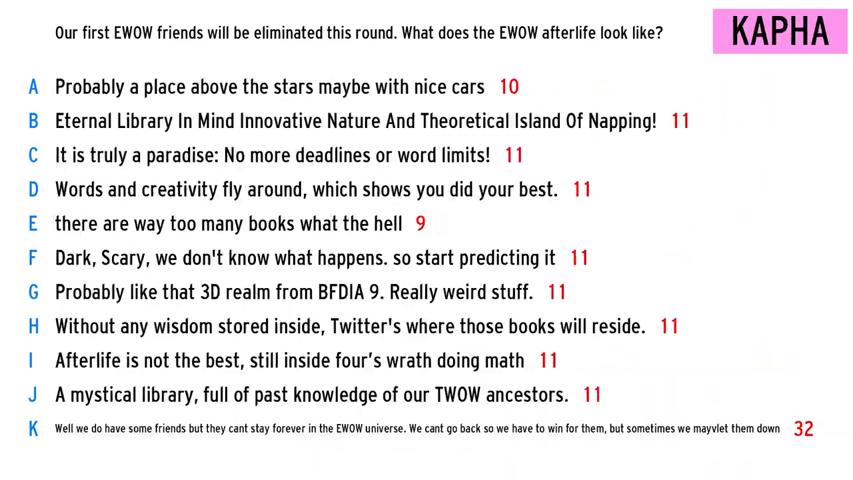 Our first EWOW friends will be eliminated this round. What does the EWOW afterlife look like?
KAPHA
A Probably a place above the stars maybe with nice cars 10
B Eternal Library In Mind Innovative Nature And Theoretical Island Of Napping! 11
C It is truly a paradise: No more deadlines or word limits! 11
D Words and creativity fly around, which shows you did your best. 11
E there are way too many books what the hell 9
F Dark, Scary, we don't know what happens. so start predicting it 11
G Probably like that 3D realm from BFDIA 9. Really weird stuff. 11
H Without any wisdom stored inside, Twitter's where those books will reside. 11
I Afterlife is not the best, still inside four’s wrath doing math 11
J A mystical library, full of past knowledge of our TWOW ancestors. 11
K Well we do have some friends but they cant stay forever in the EWOW universe. We cant go back so we have to win for them, but sometimes we mayvlet them down 32